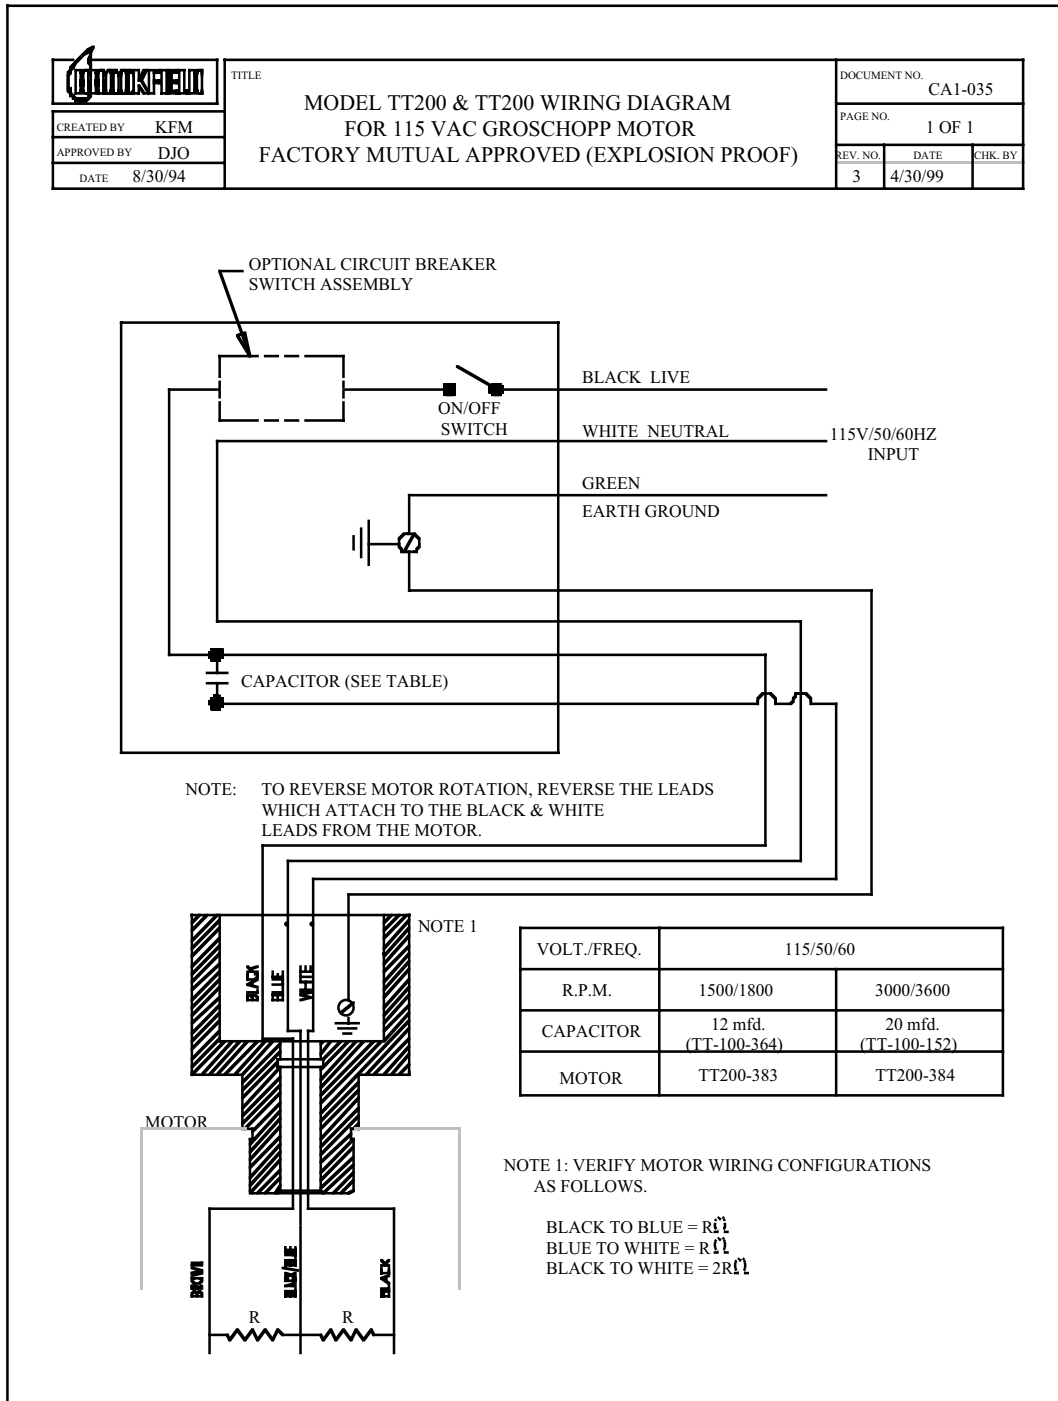 BROOKFIELD
TITLE
MODEL TT200 & TT200 WIRING DIAGRAM
FOR 115 VAC GROSCHOPP MOTOR
FACTORY MUTUAL APPROVED (EXPLOSION PROOF)
DOCUMENT NO.
CA1-035
CREATED BY KFM
PAGE NO.
1 OF 1
APPROVED BY DJO
REV. NO. DATE CHK. BY
DATE 8/30/94
3 4/30/99
OPTIONAL CIRCUIT BREAKER
SWITCH ASSEMBLY
BLACK LIVE
ON/OFF
SWITCH
WHITE NEUTRAL
115V/50/60HZ
INPUT
GREEN
EARTH GROUND
CAPACITOR (SEE TABLE)
NOTE: TO REVERSE MOTOR ROTATION, REVERSE THE LEADS
WHICH ATTACH TO THE BLACK & WHITE
LEADS FROM THE MOTOR.
NOTE 1
BLACK
BLUE
WHITE
VOLT./FREQ. 115/50/60
R.P.M. 1500/1800 3000/3600
CAPACITOR 12 mfd. 20 mfd.
(TT-100-364) (TT-100-152)
MOTOR TT200-383 TT200-384
MOTOR
NOTE 1: VERIFY MOTOR WIRING CONFIGURATIONS
AS FOLLOWS.
BLACK TO BLUE = RΩ
BLUE TO WHITE = RΩ
BLACK TO WHITE = 2RΩ
BLACK/BLUE
BLACK
R R